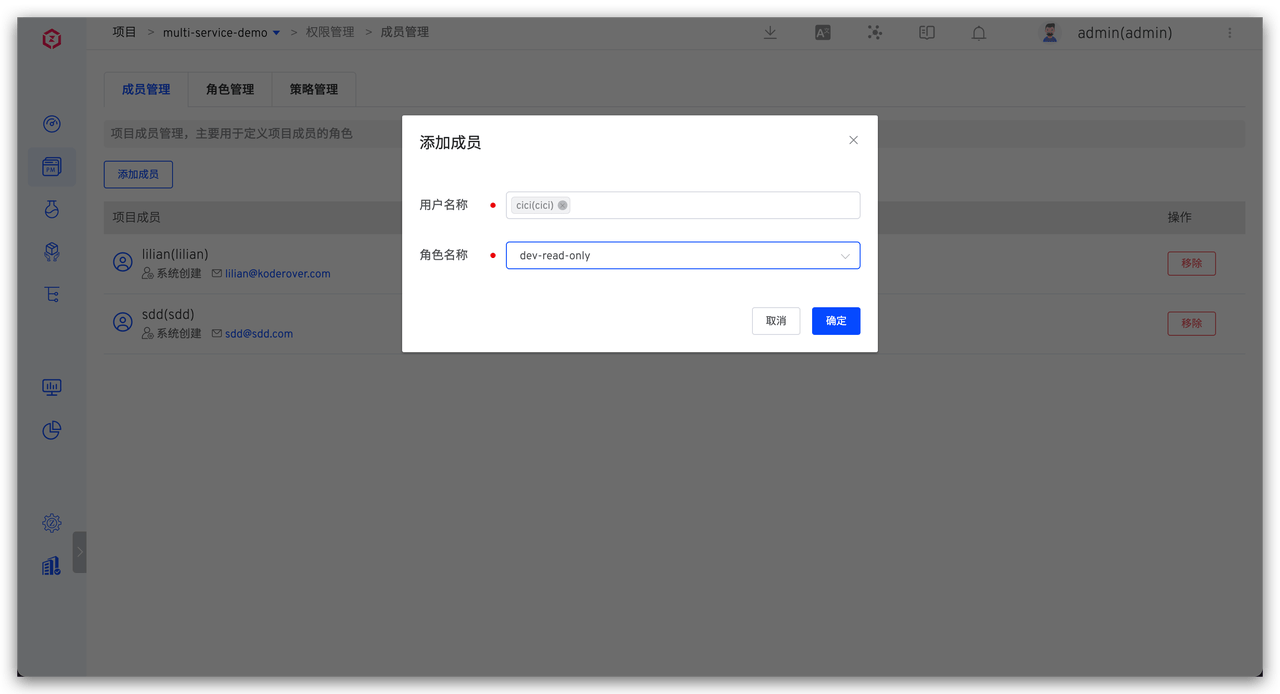 项目 > multi-service-demo > 权限管理 > 成员管理
admin(admin)
成员管理 角色管理 策略管理
项目成员管理，主要用于定义项目成员的角色
添加成员
项目成员 操作
lilian(lilian)
系统创建 lilian@koderover.com
移除
sdd(sdd)
系统创建 sdd@sdd.com
移除
添加成员
用户名称 cici(cici)
角色名称 dev-read-only
取消 确定